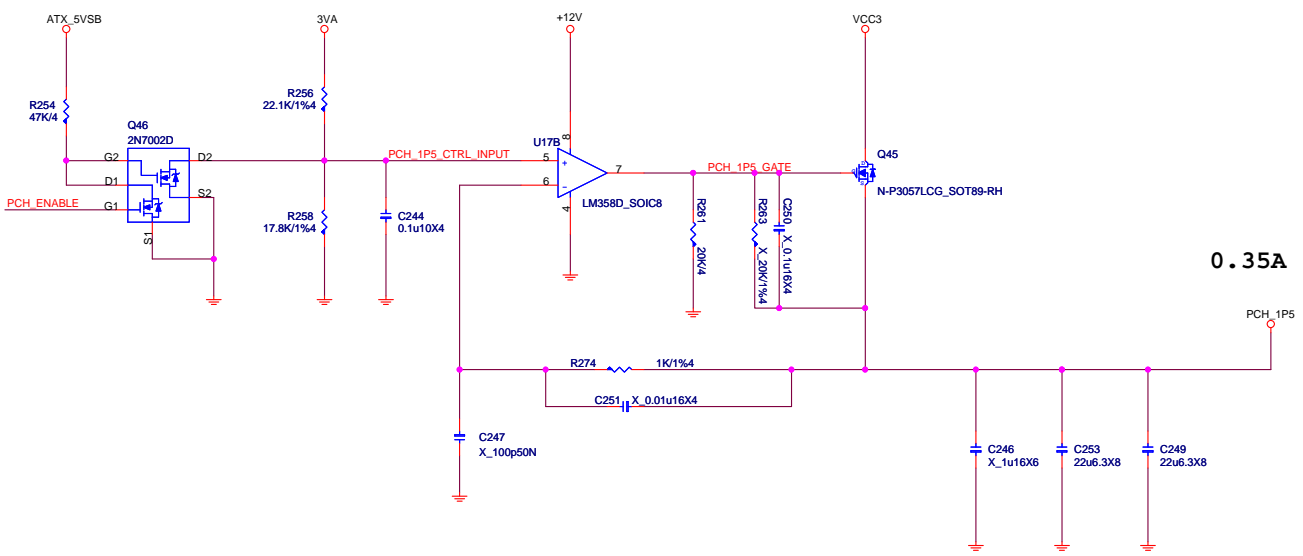 ATX_5VSB
3VA
+12V
VCC3
R254
47K/4
R256
22.1K/1%4
Q46
2N7002D
G2
D2
D1
S2
G1
S1
PCH_ENABLE
PCH_1P5_CTRL_INPUT
U17B
8
5
+
6
-
7
4
LM358D_SOIC8
PCH_1P5_GATE
Q45
D
G
S
N-P3057LCG_SOT89-RH
R258
17.8K/1%4
C244
0.1u10X4
R261
20K/4
R263
X_20K/1%4
C250
X_0.1u16X4
0.35A
PCH_1P5
R274
1K/1%4
C251
X_0.01u16X4
C247
X_100p50N
C246
X_1u16X6
C253
22u6.3X8
C249
22u6.3X8